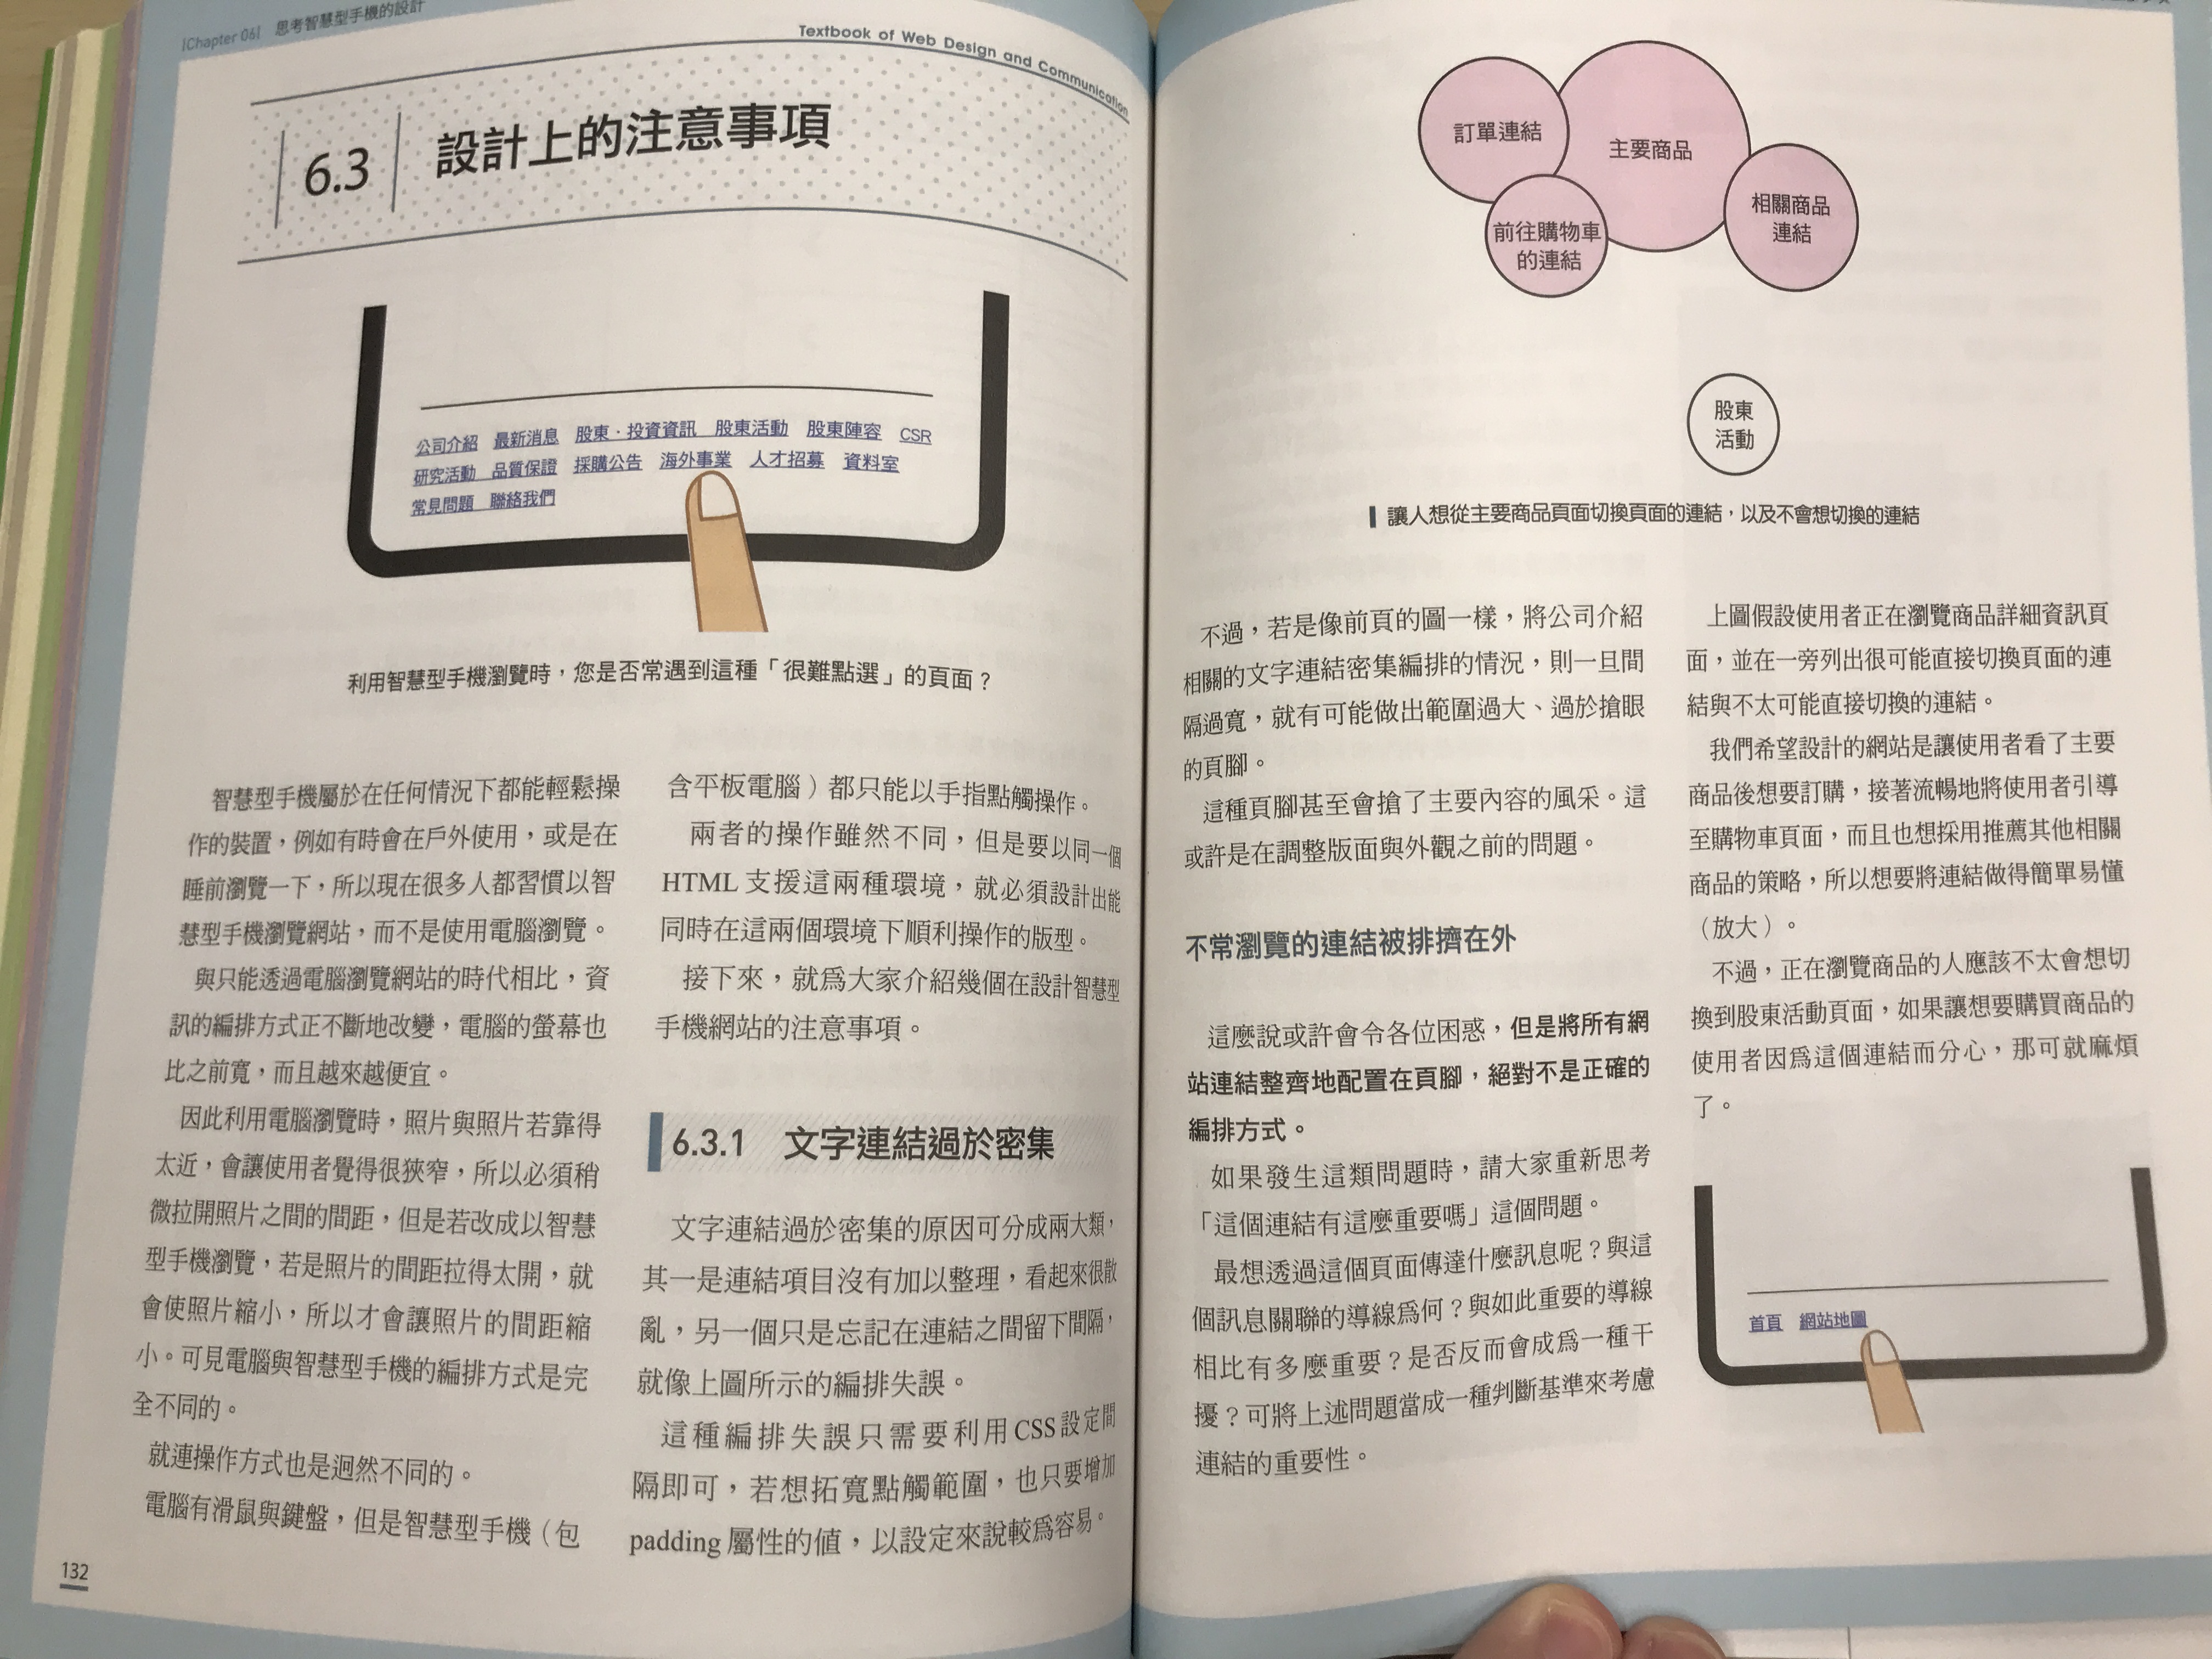 |Chapter 06| 思考智慧型手機的設計
Textbook of Web Design and Communication
6.3 設計上的注意事項
公司介紹 最新消息 股東・投資資訊 股東活動 股東陣容 CSR
研究活動 品質保證 採購公告 海外事業 人才招募 資料室
常見問題 聯絡我們
利用智慧型手機瀏覽時，您是否常遇到這種「很難點選」的頁面？
智慧型手機屬於在任何情況下都能輕鬆操
作的裝置，例如有時會在戶外使用，或是在
睡前瀏覽一下，所以現在很多人都習慣以智
慧型手機瀏覽網站，而不是使用電腦瀏覽。
與只能透過電腦瀏覽網站的時代相比，資
訊的編排方式正不斷地改變，電腦的螢幕也
比之前寬，而且越來越便宜。
因此利用電腦瀏覽時，照片與照片若靠得
太近，會讓使用者覺得很狹窄，所以必須稍
微拉開照片之間的間距，但是若改成以智慧
型手機瀏覽，若是照片的間距拉得太開，就
會使照片縮小，所以才會讓照片的間距縮
小。可見電腦與智慧型手機的編排方式是完
全不同的。
就連操作方式也是迥然不同的。
電腦有滑鼠與鍵盤，但是智慧型手機（包
含平板電腦）都只能以手指點觸操作。
兩者的操作雖然不同，但是要以同一個
HTML 支援這兩種環境，就必須設計出能
同時在這兩個環境下順利操作的版型。
接下來，就為大家介紹幾個在設計智慧型
手機網站的注意事項。
6.3.1 文字連結過於密集
文字連結過於密集的原因可分成兩大類，
其一是連結項目沒有加以整理，看起來很散
亂，另一個只是忘記在連結之間留下間隔，
就像上圖所示的編排失誤。
這種編排失誤只需要利用 CSS 設定間
隔即可，若想拓寬點觸範圍，也只要增加
padding 屬性的值，以設定來說較為容易。
132
訂單連結
主要商品
前往購物車
的連結
相關商品
連結
股東
活動
讓人想從主要商品頁面切換頁面的連結，以及不會想切換的連結
不過，若是像前頁的圖一樣，將公司介紹
相關的文字連結密集編排的情況，則一旦間
隔過寬，就有可能做出範圍過大、過於搶眼
的頁腳。
這種頁腳甚至會搶了主要內容的風采。這
或許是在調整版面與外觀之前的問題。
不常瀏覽的連結被排擠在外
這麼說或許會令各位困惑，但是將所有網
站連結整齊地配置在頁腳，絕對不是正確的
編排方式。
如果發生這類問題時，請大家重新思考
「這個連結有這麼重要嗎」這個問題。
最想透過這個頁面傳達什麼訊息呢？與這
個訊息關聯的導線為何？與如此重要的導線
相比有多麼重要？是否反而會成為一種干
擾？可將上述問題當成一種判斷基準來考慮
連結的重要性。
上圖假設使用者正在瀏覽商品詳細資訊頁
面，並在一旁列出很可能直接切換頁面的連
結與不太可能直接切換的連結。
我們希望設計的網站是讓使用者看了主要
商品後想要訂購，接著流暢地將使用者引導
至購物車頁面，而且也想採用推薦其他相關
商品的策略，所以想要將連結做得簡單易懂
（放大）。
不過，正在瀏覽商品的人應該不太會想切
換到股東活動頁面，如果讓想要購買商品的
使用者因為這個連結而分心，那可就麻煩
了。
首頁 網站地圖